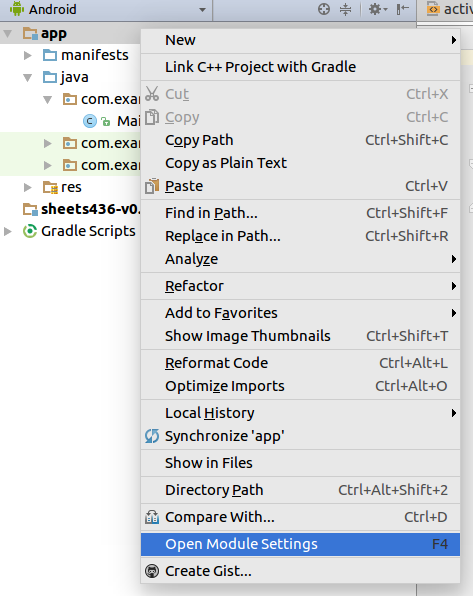 Android
activ
app
manifests
java
com.exa
Mai
com.exa
com.exa
res
sheets436-v0.
Gradle Scripts
New
Link C++ Project with Gradle
Cut Ctrl+X
Copy Ctrl+C
Copy Path Ctrl+Shift+C
Copy as Plain Text
Paste Ctrl+V
Find in Path... Ctrl+Shift+F
Replace in Path... Ctrl+Shift+R
Analyze
Refactor
Add to Favorites
Show Image Thumbnails Ctrl+Shift+T
Reformat Code Ctrl+Alt+L
Optimize Imports Ctrl+Alt+O
Local History
Synchronize 'app'
Show in Files
Directory Path Ctrl+Alt+Shift+2
Compare With... Ctrl+D
Open Module Settings F4
Create Gist...